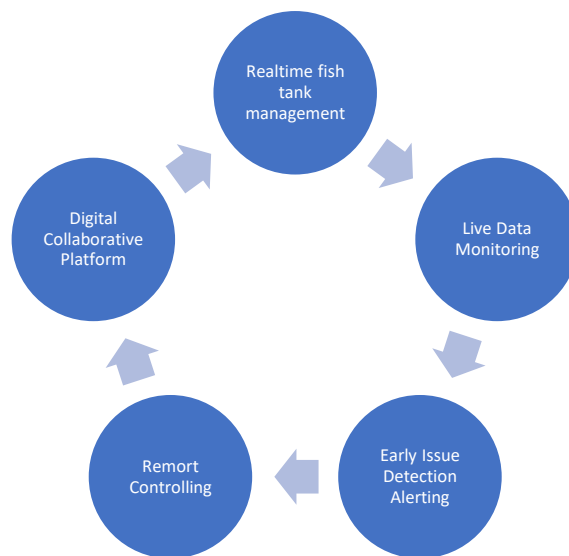 Realtime fish
tank
management
Live Data
Monitoring
Early Issue
Detection
Alerting
Remort
Controlling
Digital
Collaborative
Platform